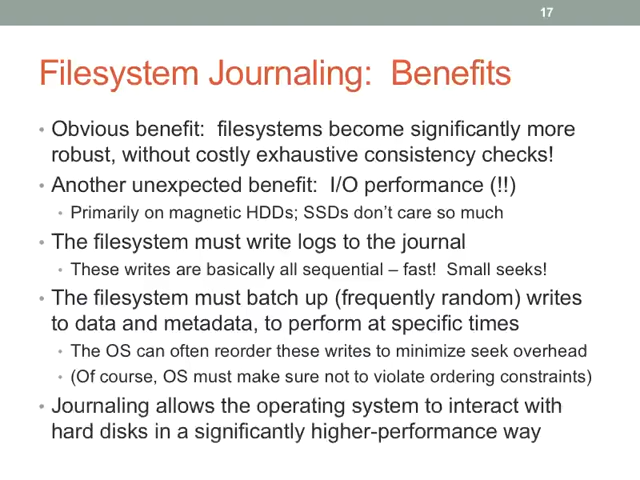 17
Filesystem Journaling:  Benefits
• Obvious benefit:  filesystems become significantly more
robust, without costly exhaustive consistency checks!
• Another unexpected benefit:  I/O performance (!!)
• Primarily on magnetic HDDs; SSDs don’t care so much
• The filesystem must write logs to the journal
• These writes are basically all sequential – fast!  Small seeks!
• The filesystem must batch up (frequently random) writes
to data and metadata, to perform at specific times
• The OS can often reorder these writes to minimize seek overhead
• (Of course, OS must make sure not to violate ordering constraints)
• Journaling allows the operating system to interact with
hard disks in a significantly higher-performance way